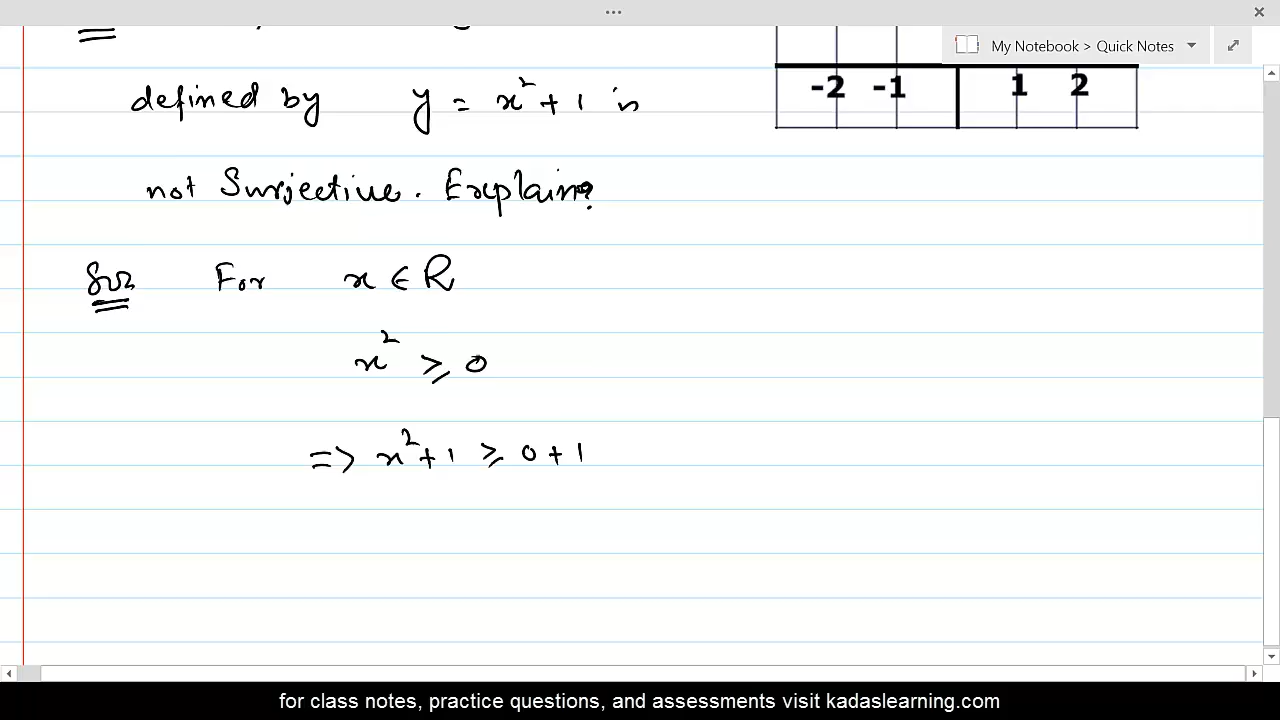 ...
My Notebook > Quick Notes
-2 -1 1 2
defined by y = x² + 1 is
not Surjective. Explain?
Sol For x ∈ R
x² ≥ 0
=> x² + 1 ≥ 0 + 1
for class notes, practice questions, and assessments visit kadaslearning.com